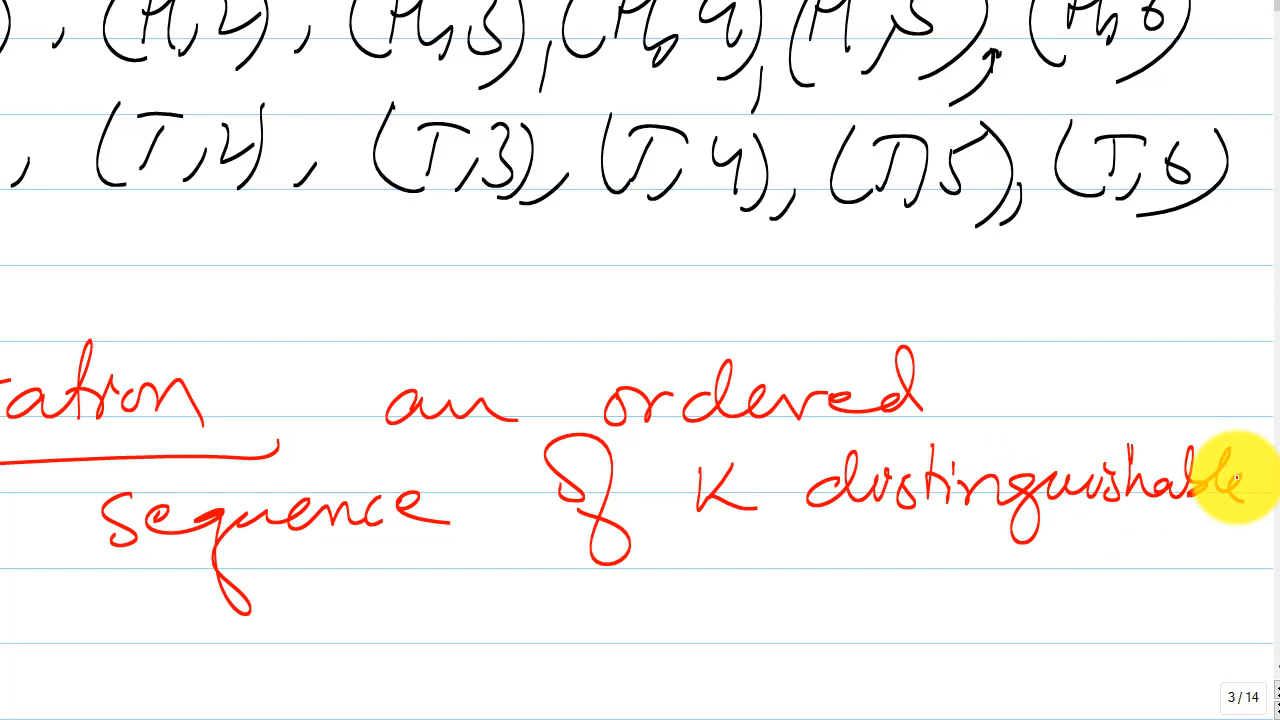 ), (H,2), (H,3), (H,4), (H,5), (H,6)
, (T,2), (T,3), (T,4), (T,5), (T,6)
tation an ordered
sequence of K distinguishable
3 / 14